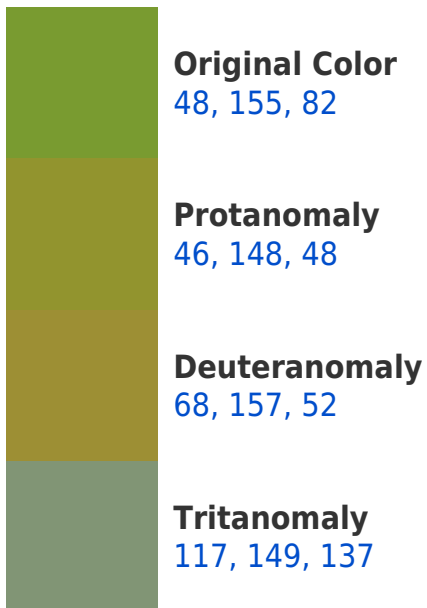 Original Color
48, 155, 82
Protanomaly
46, 148, 48
Deuteranomaly
68, 157, 52
Tritanomaly
117, 149, 137